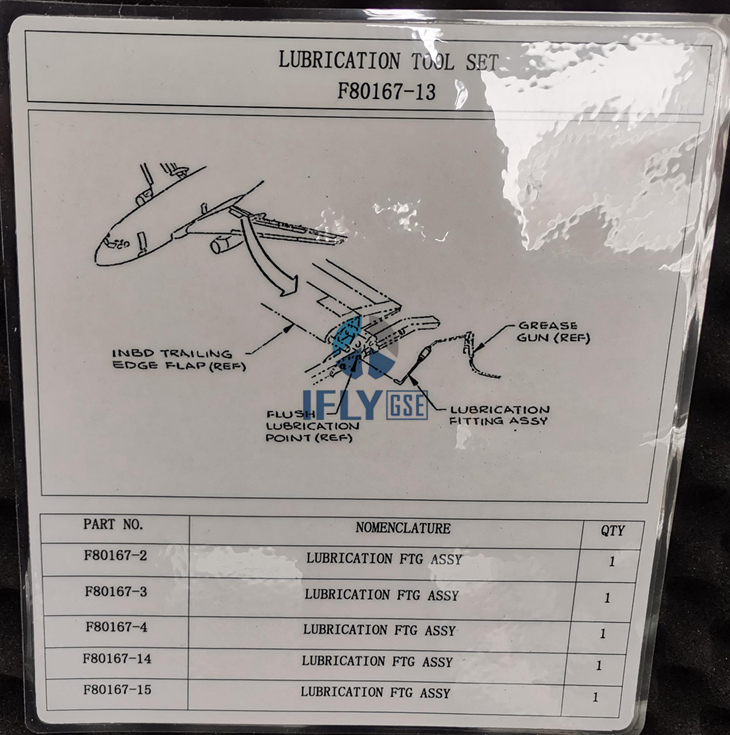 LUBRICATION TOOL SET
F80167-13
GREASE
GUN (REF)
INBD TRAILING
EDGE FLAP (REF)
IFLY GSE
FLUSH
LUBRICATION
POINT (REF)
LUBRICATION
FITTING ASSY
PART NO. NOMENCLATURE QTY
F80167-2 LUBRICATION FTG ASSY 1
F80167-3 LUBRICATION FTG ASSY 1
F80167-4 LUBRICATION FTG ASSY 1
F80167-14 LUBRICATION FTG ASSY 1
F80167-15 LUBRICATION FTG ASSY 1